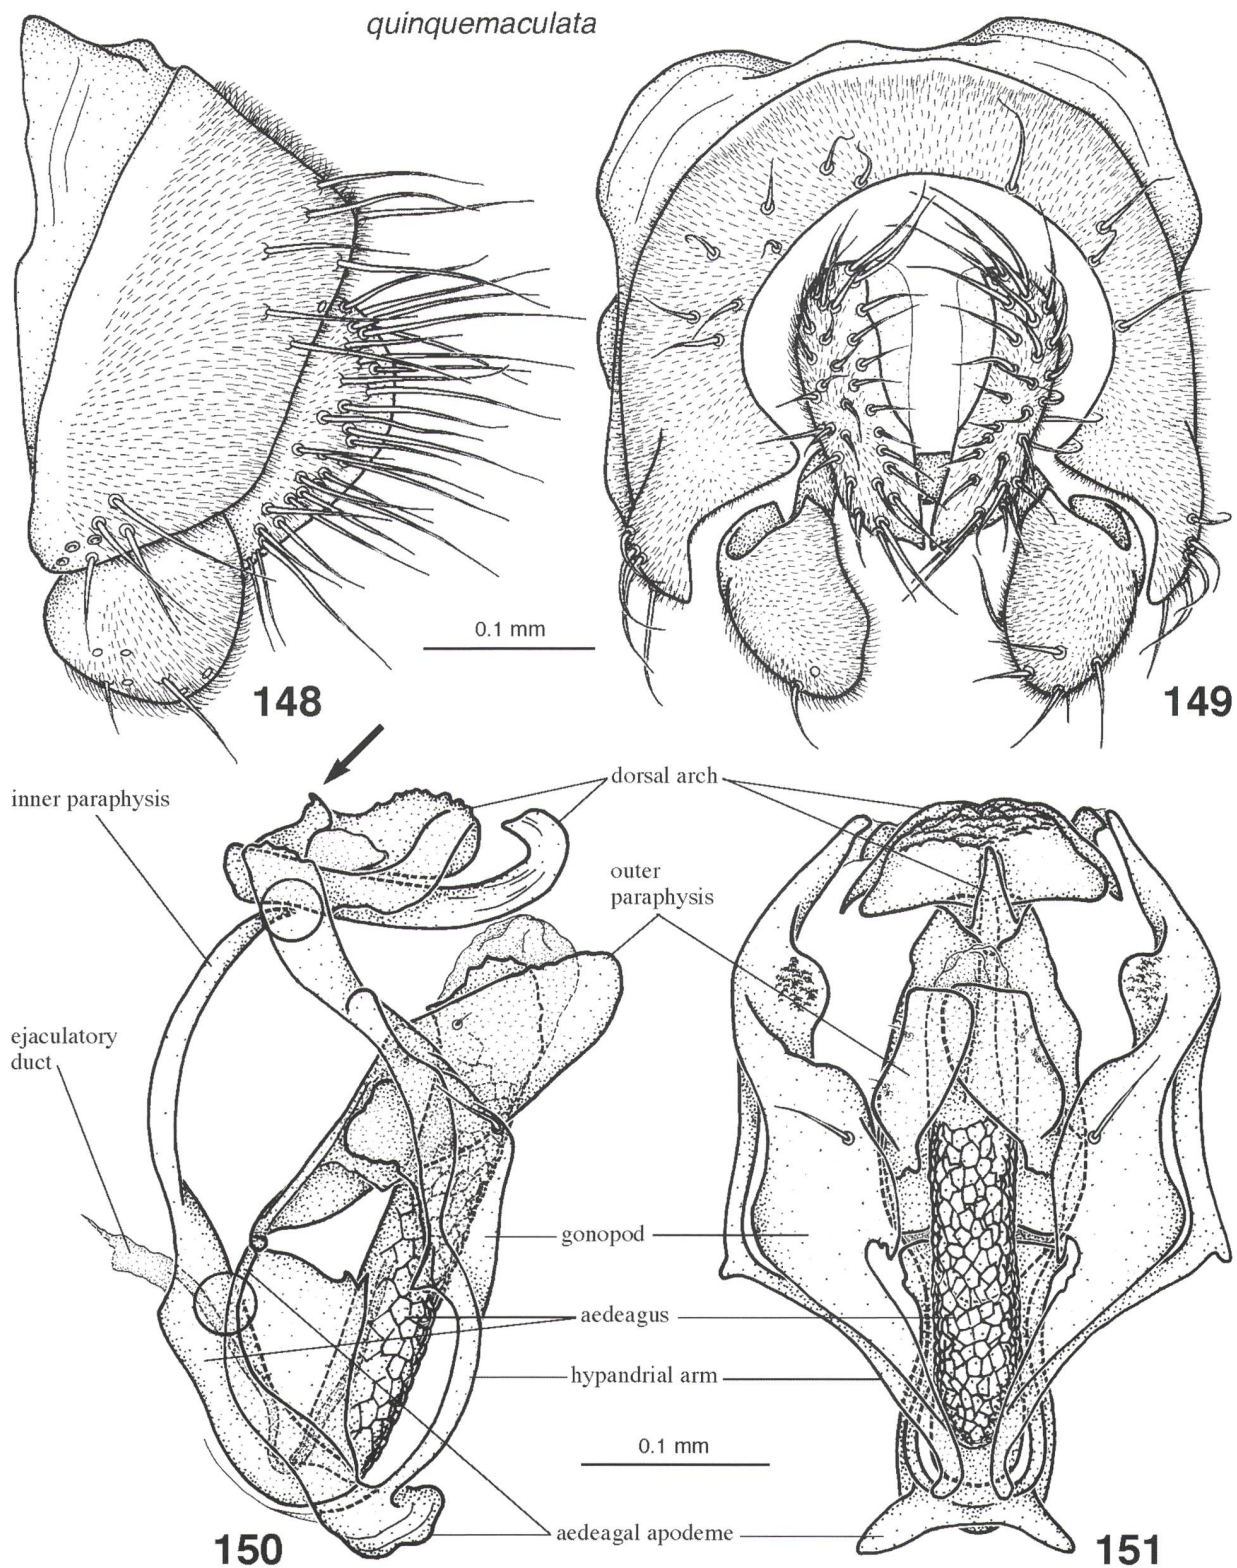 quinquemaculata
0.1 mm
148
149
dorsal arch
inner paraphysis
outer
paraphysis
ejaculatory
duct
gonopod
aedeagus
hypandrial arm
0.1 mm
aedeagal apodeme
150
151